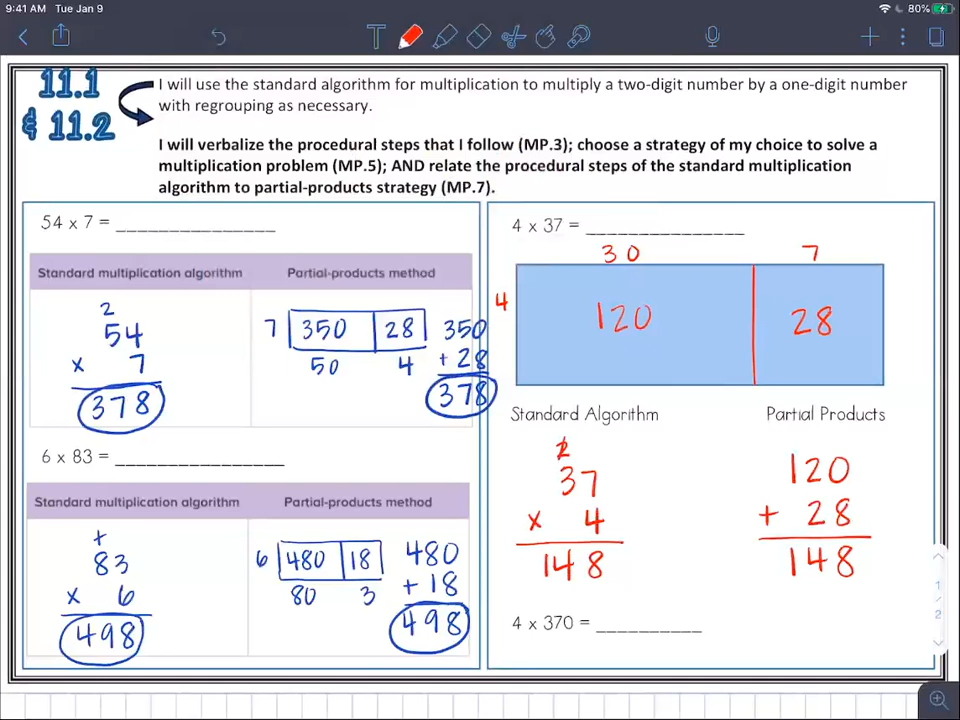 9:41 AM Tue Jan 9
80%
11.1
& 11.2
I will use the standard algorithm for multiplication to multiply a two-digit number by a one-digit number
with regrouping as necessary.
I will verbalize the procedural steps that I follow (MP.3); choose a strategy of my choice to solve a
multiplication problem (MP.5); AND relate the procedural steps of the standard multiplication
algorithm to partial-products strategy (MP.7).
54 x 7 = _______________
Standard multiplication algorithm Partial-products method
2
54
x 7
378
7 350 28
50 4
350
+ 28
378
6 x 83 = ________________
Standard multiplication algorithm Partial-products method
83
x 6
498
6 480 18
80 3
480
+ 18
498
4 x 37 = _______________
30 7
4 120 28
Standard Algorithm Partial Products
2
37
x 4
148
120
+ 28
148
4 x 370 = __________
1
/
2